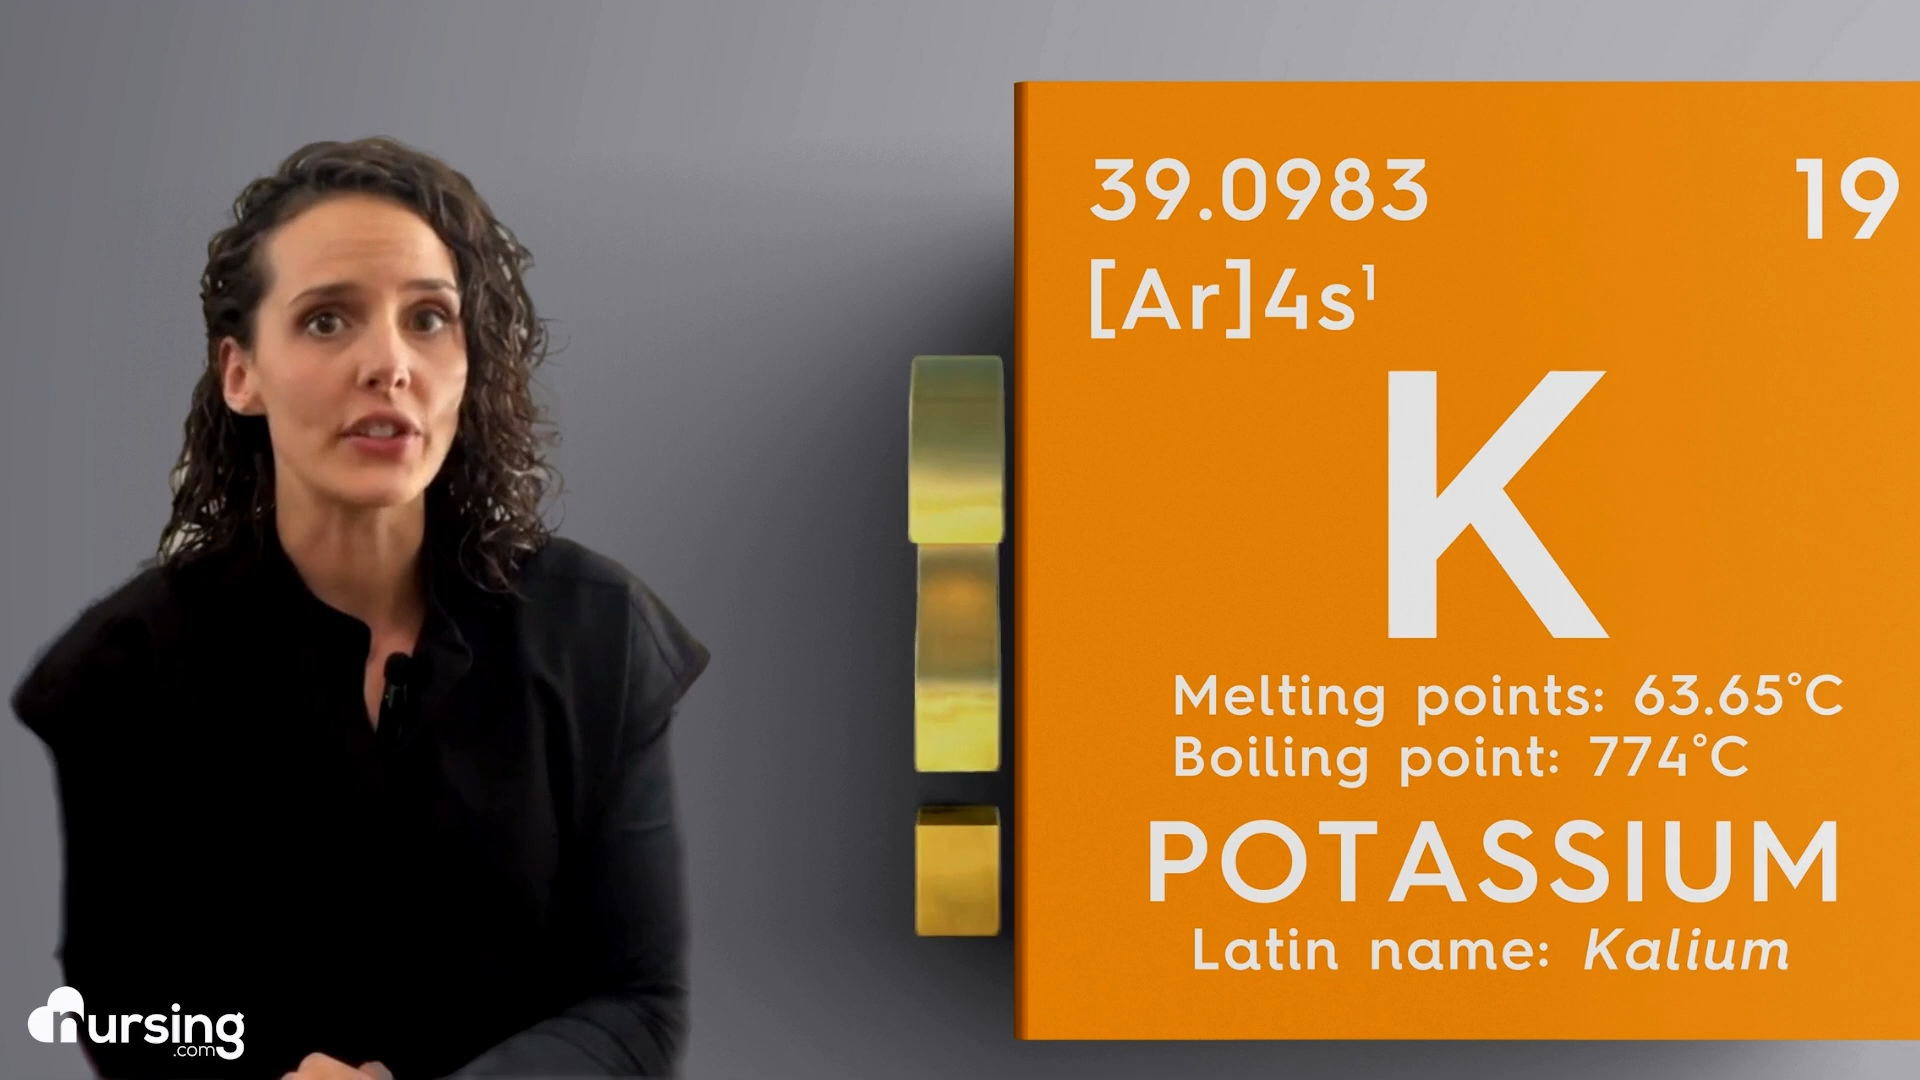 39.0983
19
[Ar]4s¹
K
Melting points: 63.65°C
Boiling point: 774°C
POTASSIUM
Latin name: Kalium
nursing
.com